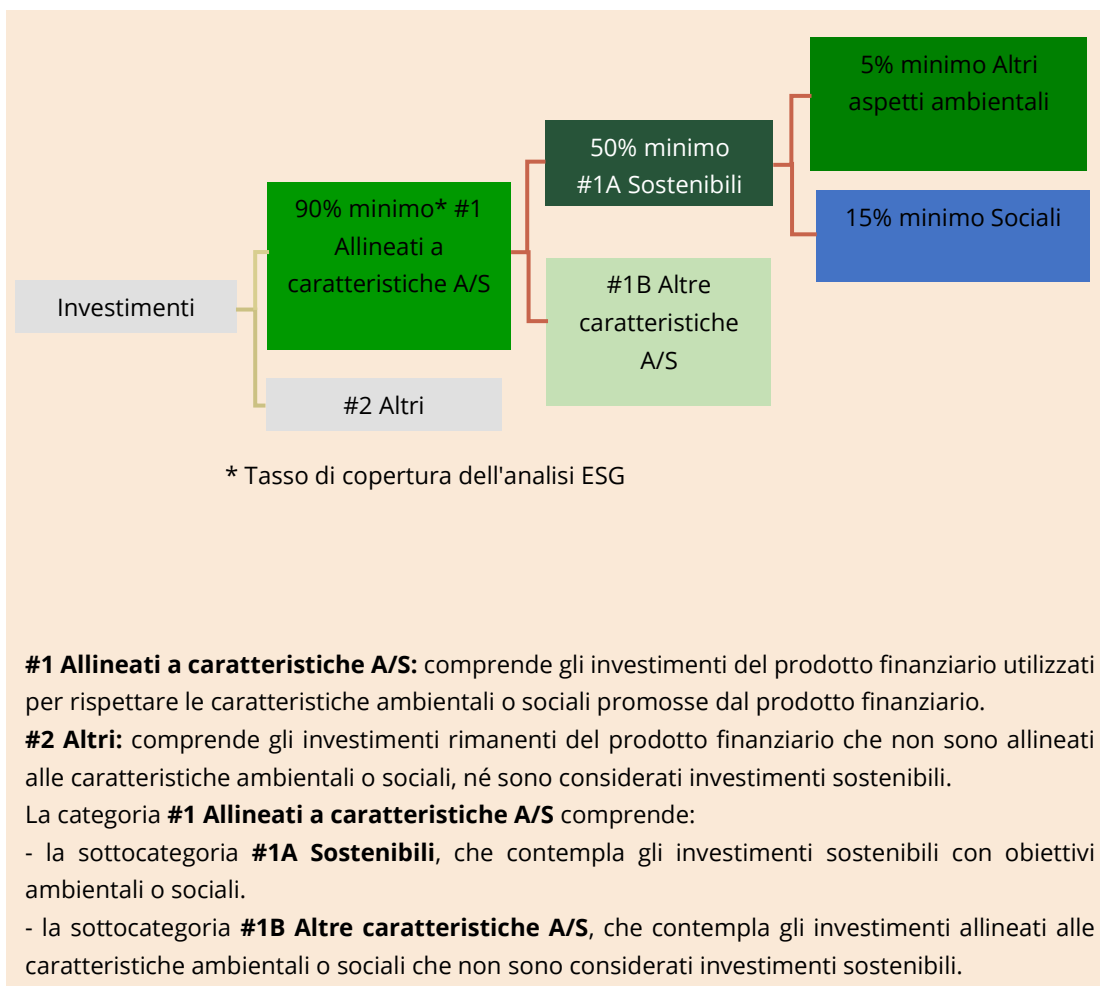 5% minimo Altri
aspetti ambientali
50% minimo
#1A Sostenibili
90% minimo* #1
Allineati a
caratteristiche A/S
15% minimo Sociali
#1B Altre
caratteristiche
A/S
Investimenti
#2 Altri
* Tasso di copertura dell'analisi ESG
#1 Allineati a caratteristiche A/S: comprende gli investimenti del prodotto finanziario utilizzati
per rispettare le caratteristiche ambientali o sociali promosse dal prodotto finanziario.
#2 Altri: comprende gli investimenti rimanenti del prodotto finanziario che non sono allineati
alle caratteristiche ambientali o sociali, né sono considerati investimenti sostenibili.
La categoria #1 Allineati a caratteristiche A/S comprende:
- la sottocategoria #1A Sostenibili, che contempla gli investimenti sostenibili con obiettivi
ambientali o sociali.
- la sottocategoria #1B Altre caratteristiche A/S, che contempla gli investimenti allineati alle
caratteristiche ambientali o sociali che non sono considerati investimenti sostenibili.